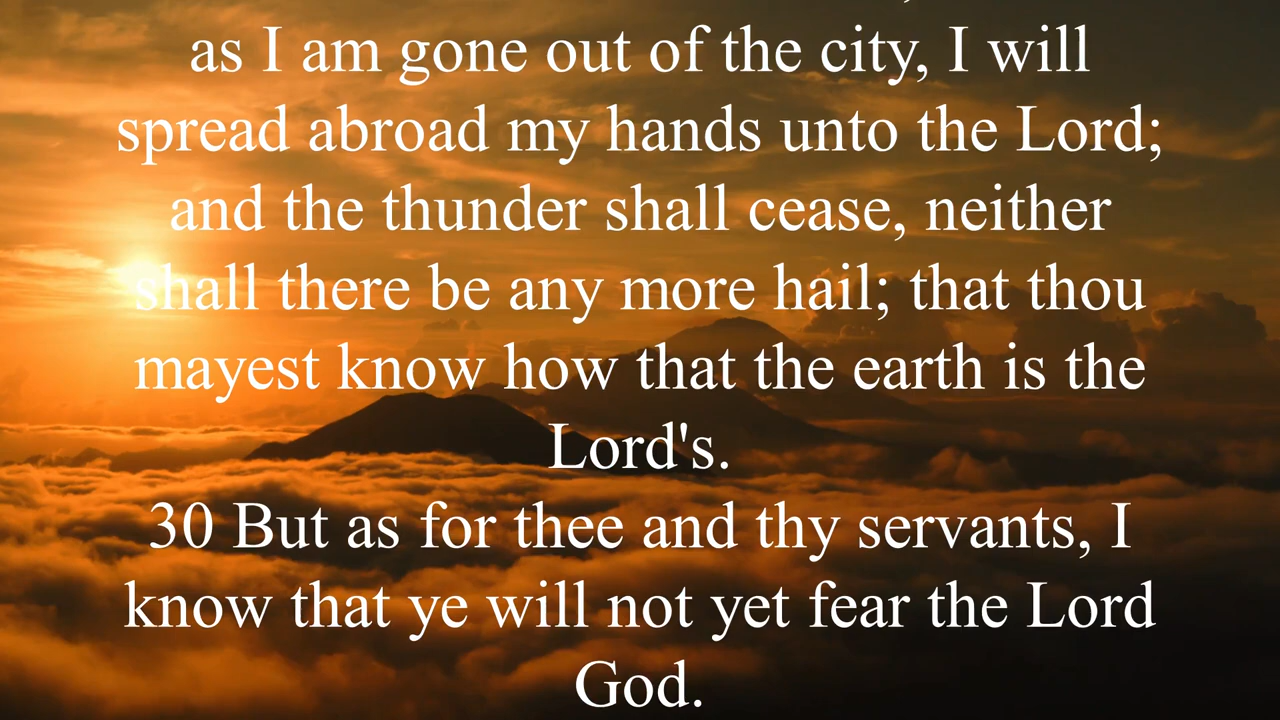 as I am gone out of the city, I will
spread abroad my hands unto the Lord;
and the thunder shall cease, neither
shall there be any more hail; that thou
mayest know how that the earth is the
Lord's.
30 But as for thee and thy servants, I
know that ye will not yet fear the Lord
God.